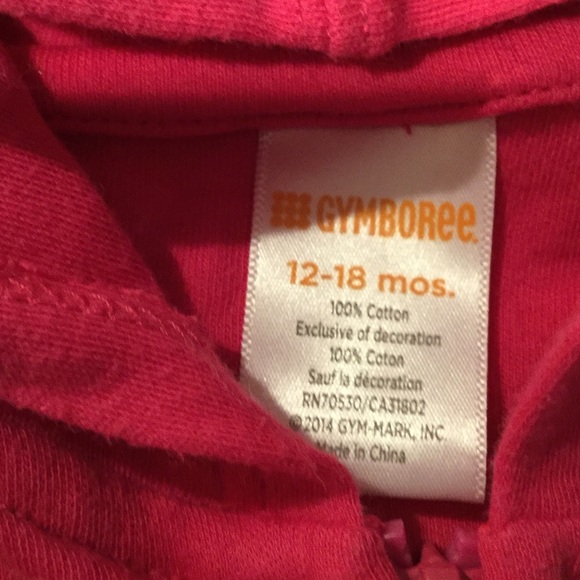 GYMBOREE
12-18 mos.
100% Cotton
Exclusive of decoration
100% Coton
Sauf la décoration
RN70530/CA31802
©2014 GYM-MARK, INC.
Made in China